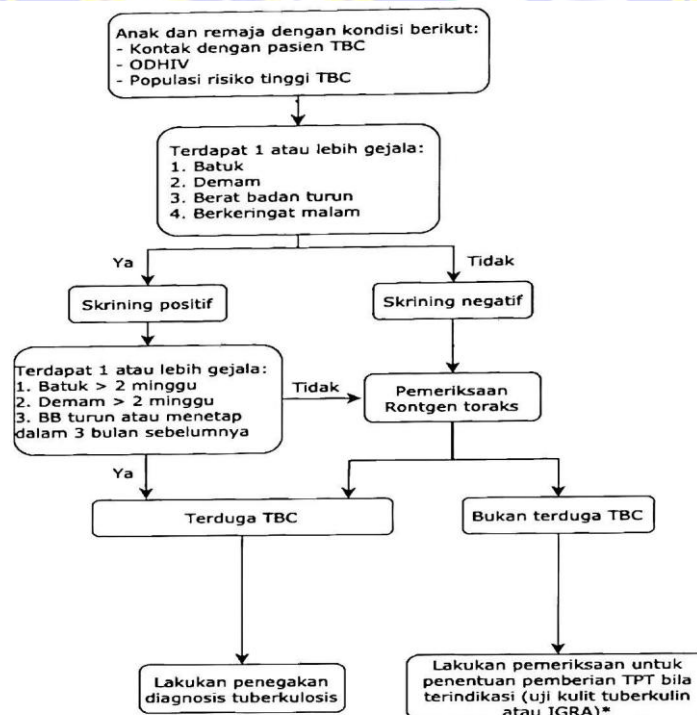 Anak dan remaja dengan kondisi berikut:
- Kontak dengan pasien TBC
- ODHIV
- Populasi risiko tinggi TBC
Terdapat 1 atau lebih gejala:
1. Batuk
2. Demam
3. Berat badan turun
4. Berkeringat malam
Ya
Tidak
Skrining positif
Skrining negatif
Terdapat 1 atau lebih gejala:
1. Batuk > 2 minggu
2. Demam > 2 minggu
3. BB turun atau menetap
dalam 3 bulan sebelumnya
Tidak
Pemeriksaan
Rontgen toraks
Ya
Terduga TBC
Bukan terduga TBC
Lakukan penegakan
diagnosis tuberkulosis
Lakukan pemeriksaan untuk
penentuan pemberian TPT bila
terindikasi (uji kulit tuberkulin
atau IGRA)*